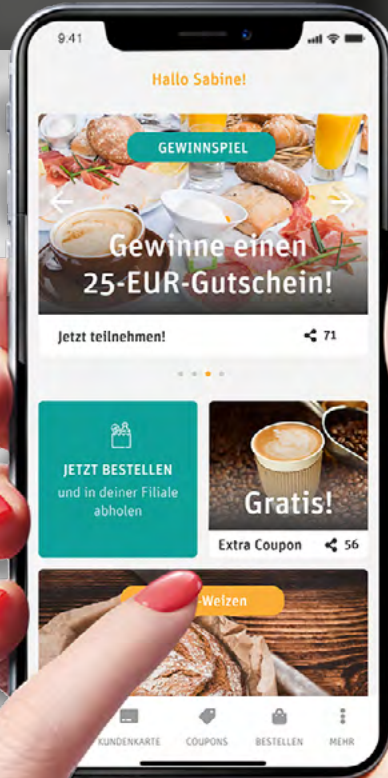 9:41
Hallo Sabine!
GEWINNSPIEL
Gewinne einen
25-EUR-Gutschein!
Jetzt teilnehmen!
71
JETZT BESTELLEN
und in deiner Filiale
abholen
Gratis!
Extra Coupon
56
-Weizen
KUNDENKARTE
COUPONS
BESTELLEN
MEHR